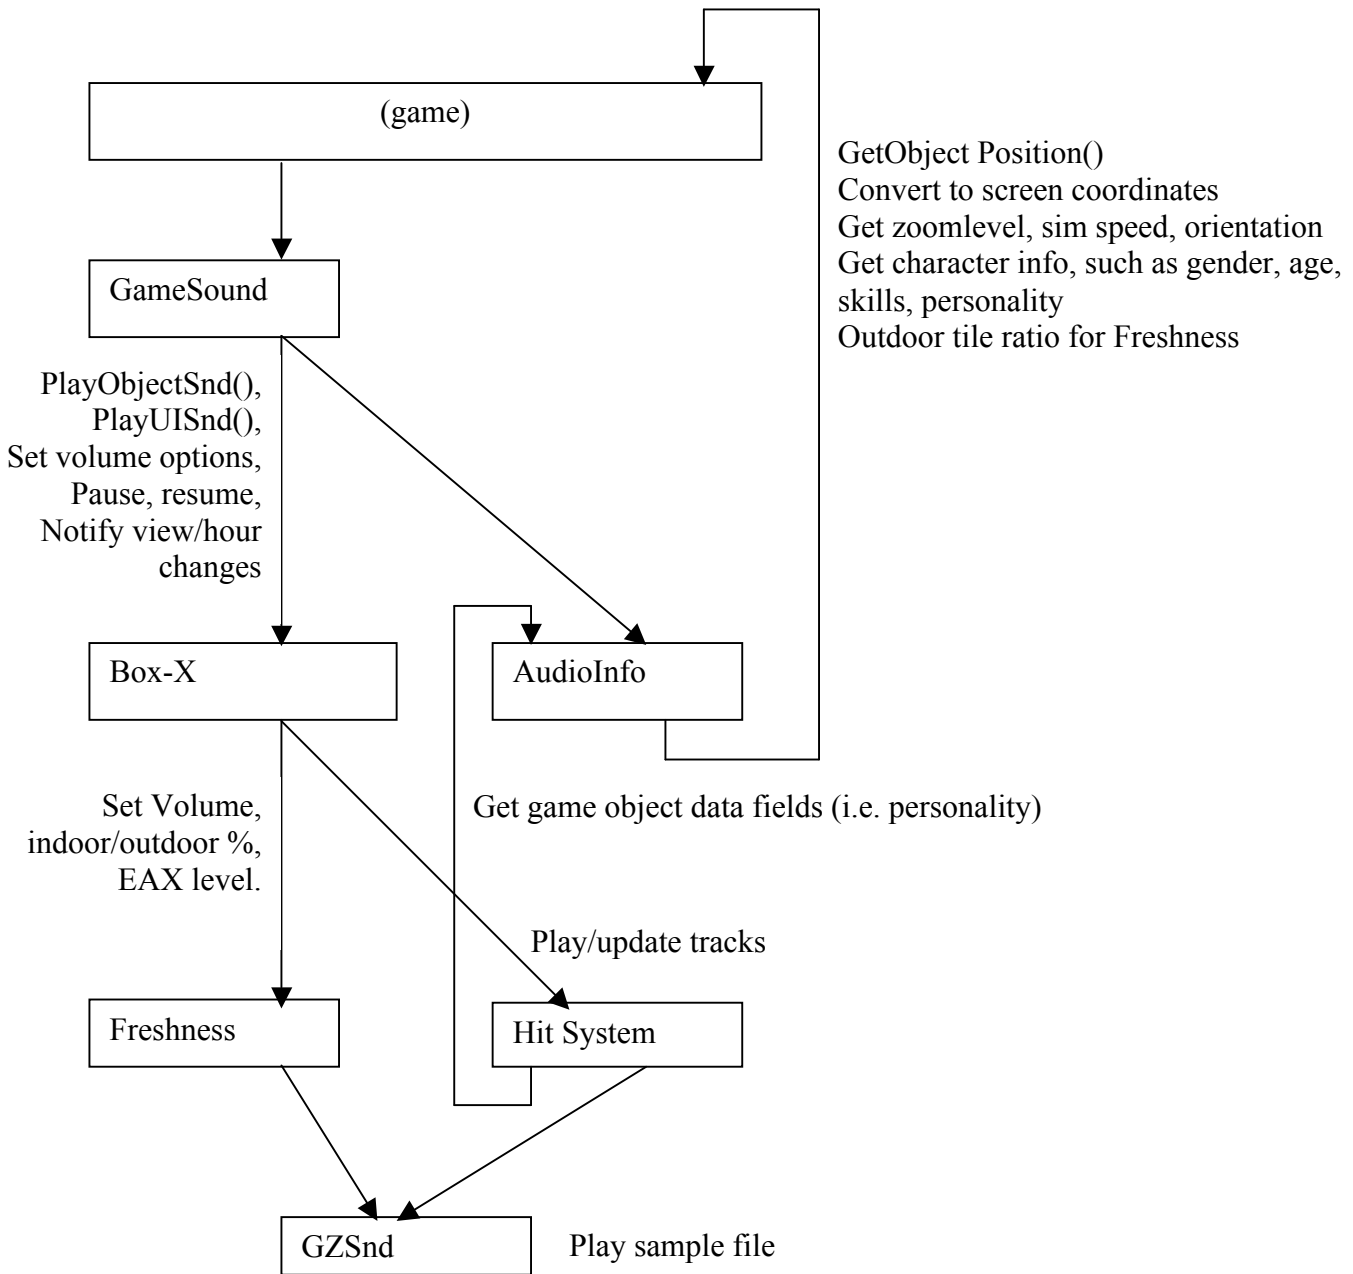 (game)
GetObject Position()
Convert to screen coordinates
Get zoomlevel, sim speed, orientation
Get character info, such as gender, age,
skills, personality
Outdoor tile ratio for Freshness
GameSound
PlayObjectSnd(),
PlayUISnd(),
Set volume options,
Pause, resume,
Notify view/hour
changes
Box-X
AudioInfo
Set Volume,
indoor/outdoor %,
EAX level.
Get game object data fields (i.e. personality)
Play/update tracks
Freshness
Hit System
GZSnd
Play sample file